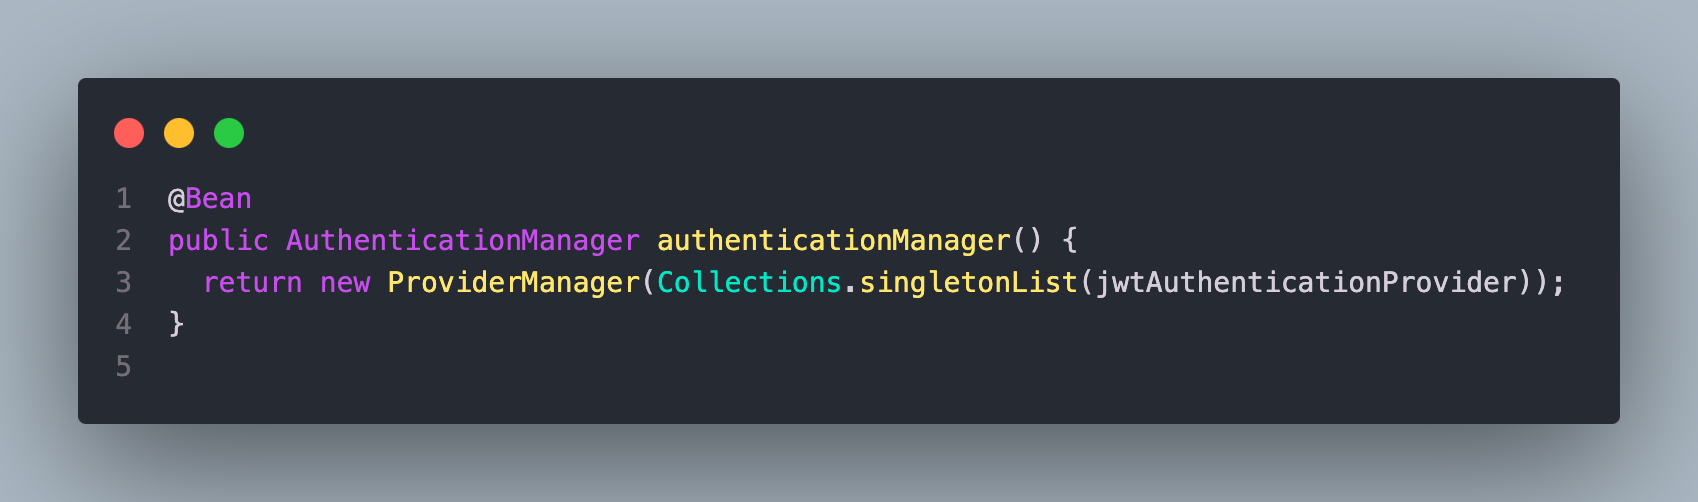 1 @Bean
2 public AuthenticationManager authenticationManager() {
3   return new ProviderManager(Collections.singletonList(jwtAuthenticationProvider));
4 }
5